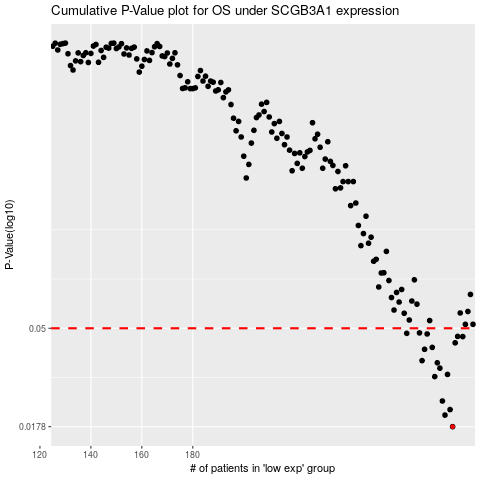 Cumulative P-Value plot for OS under SCGB3A1 expression
P-Value(log10)
0.05
0.0178
120 140 160 180
# of patients in 'low exp' group